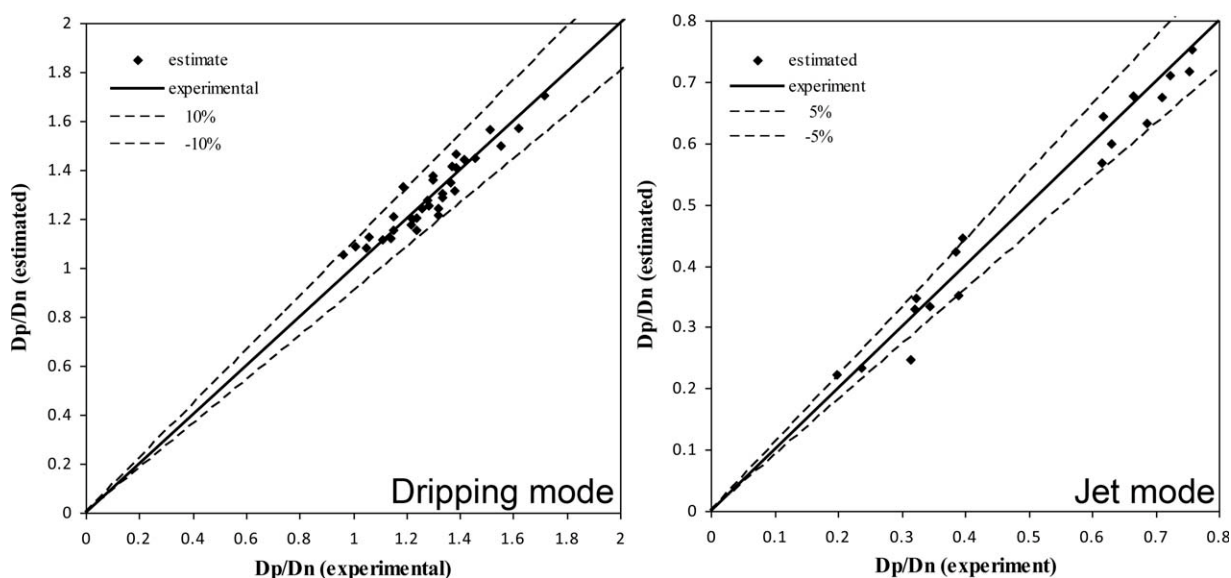 2
1.8
1.6
1.4
1.2
1
0.8
0.6
0.4
0.2
0
Dp/Dn (estimated)
estimate
experimental
10%
-10%
Dripping mode
0 0.2 0.4 0.6 0.8 1 1.2 1.4 1.6 1.8 2
Dp/Dn (experimental)
0.8
0.7
0.6
0.5
0.4
0.3
0.2
0.1
0
Dp/Dn (estimated)
estimated
experiment
5%
-5%
Jet mode
0 0.1 0.2 0.3 0.4 0.5 0.6 0.7 0.8
Dp/Dn (experiment)